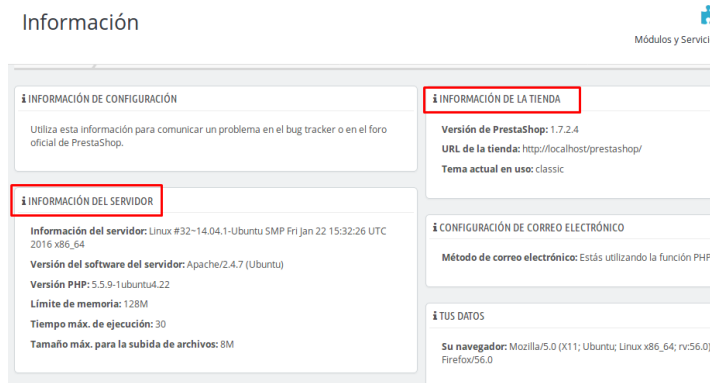 Información
Módulos y Servici
INFORMACIÓN DE CONFIGURACIÓN
Utiliza esta información para comunicar un problema en el bug tracker o en el foro
oficial de PrestaShop.
INFORMACIÓN DEL SERVIDOR
Información del servidor: Linux #32~14.04.1-Ubuntu SMP Fri Jan 22 15:32:26 UTC
2016 x86_64
Versión del software del servidor: Apache/2.4.7 (Ubuntu)
Versión PHP: 5.5.9-1ubuntu4.22
Límite de memoria: 128M
Tiempo máx. de ejecución: 30
Tamaño máx. para la subida de archivos: 8M
INFORMACIÓN DE LA TIENDA
Versión de PrestaShop: 1.7.2.4
URL de la tienda: http://localhost/prestashop/
Tema actual en uso: classic
CONFIGURACIÓN DE CORREO ELECTRÓNICO
Método de correo electrónico: Estás utilizando la función PHP
TUS DATOS
Su navegador: Mozilla/5.0 (X11; Ubuntu; Linux x86_64; rv:56.0)
Firefox/56.0